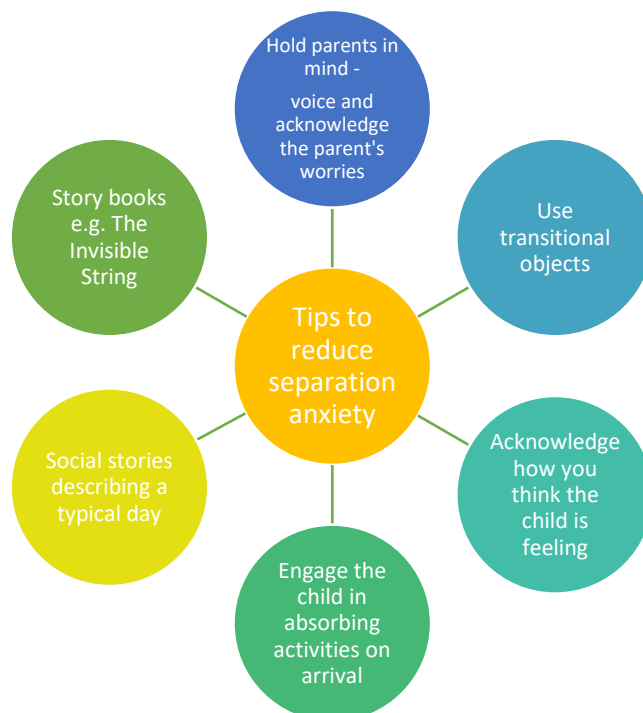 Hold parents in
mind -
voice and
acknowledge
the parent's
worries
Use
transitional
objects
Acknowledge
how you
think the
child is
feeling
Engage the
child in
absorbing
activities on
arrival
Social stories
describing a
typical day
Story books
e.g. The
Invisible
String
Tips to
reduce
separation
anxiety